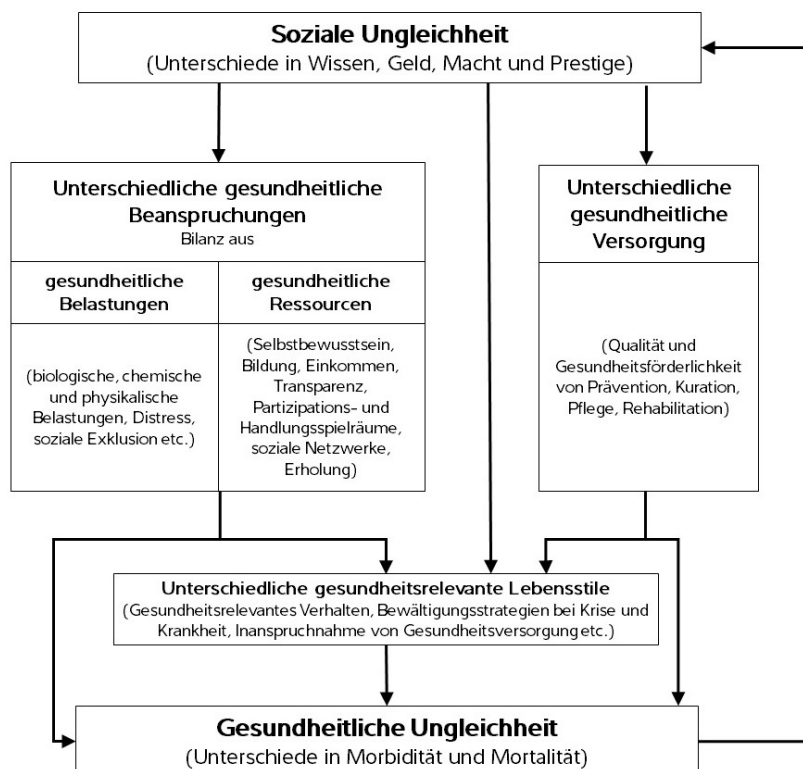 Soziale Ungleichheit
(Unterschiede in Wissen, Geld, Macht und Prestige)
Unterschiedliche gesundheitliche
Beanspruchungen
Bilanz aus
gesundheitliche
Belastungen
(biologische, chemische
und physikalische
Belastungen, Distress,
soziale Exklusion etc.)
gesundheitliche
Ressourcen
(Selbstbewusstsein,
Bildung, Einkommen,
Transparenz,
Partizipations- und
Handlungsspielräume,
soziale Netzwerke,
Erholung)
Unterschiedliche
gesundheitliche
Versorgung
(Qualität und
Gesundheitsförderlichkeit
von Prävention, Kuration,
Pflege, Rehabilitation)
Unterschiedliche gesundheitsrelevante Lebensstile
(Gesundheitsrelevantes Verhalten, Bewältigungsstrategien bei Krise und
Krankheit, Inanspruchnahme von Gesundheitsversorgung etc.)
Gesundheitliche Ungleichheit
(Unterschiede in Morbidität und Mortalität)